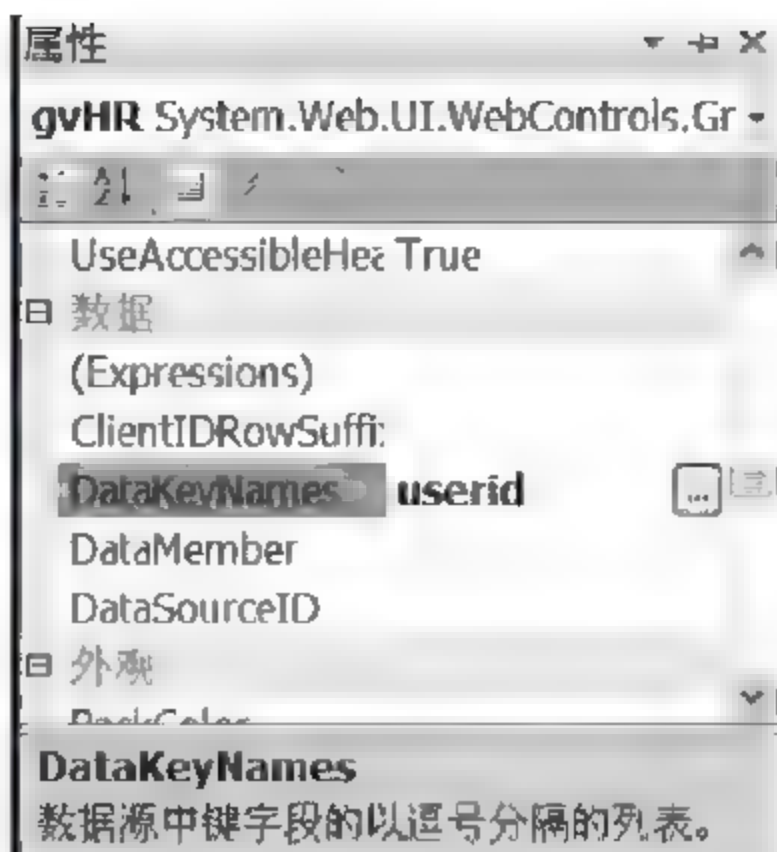 属性
gvHR System.Web.UI.WebControls.Gr
UseAccessibleHea True
数据
(Expressions)
ClientIDRowSuffi
DataKeyNames userid
DataMember
DataSourceID
外观
BackColor
DataKeyNames
数据源中键字段的以逗号分隔的列表。